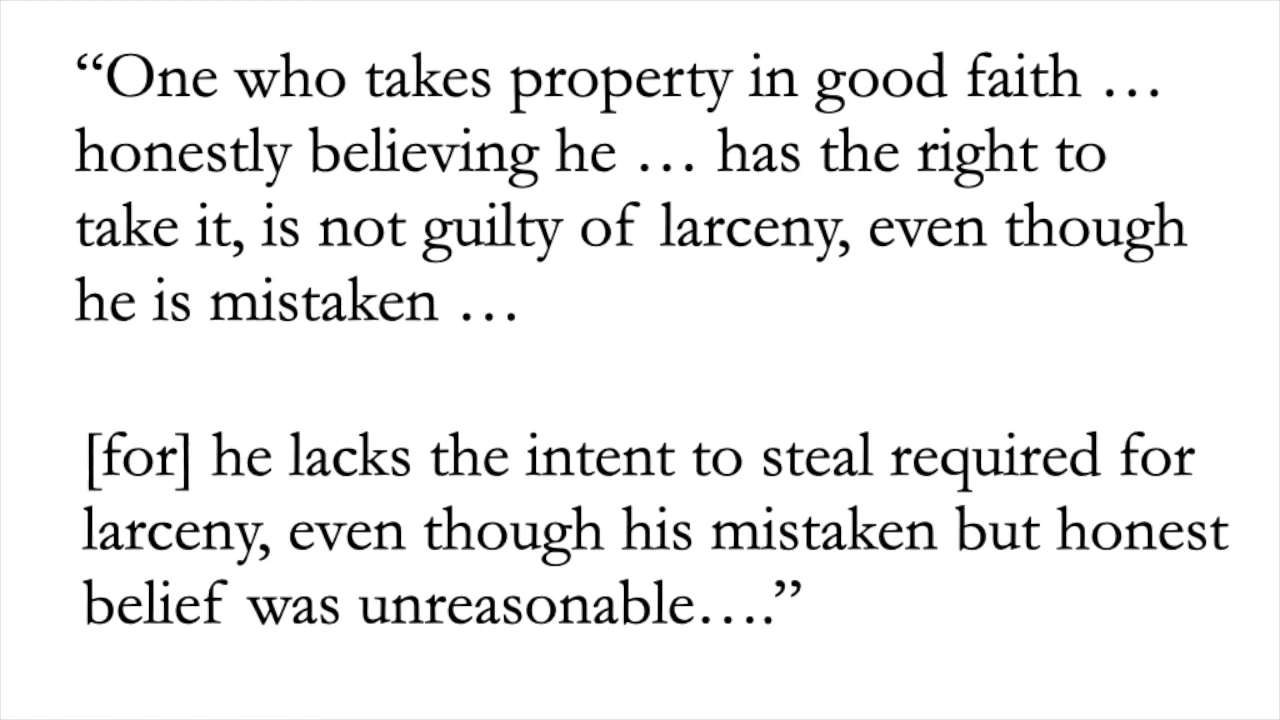 “One who takes property in good faith …
honestly believing he … has the right to
take it, is not guilty of larceny, even though
he is mistaken …
[for] he lacks the intent to steal required for
larceny, even though his mistaken but honest
belief was unreasonable….”